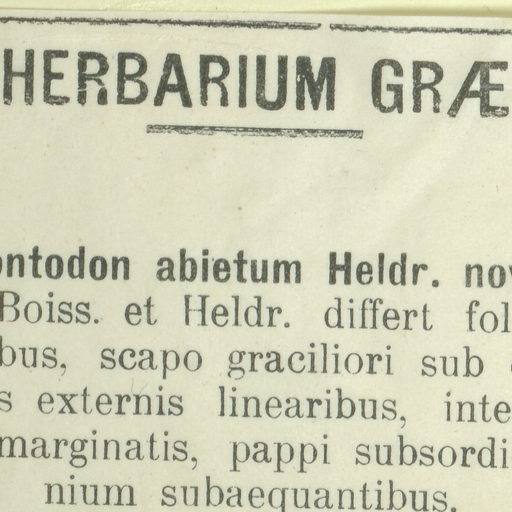 HERBARIUM GRÆ
ontodon abietum Heldr. nov
Boiss. et Heldr. differt fol
bus, scapo graciliori sub
s externis linearibus, inte
marginatis, pappi subsordi
nium subaequantibus.